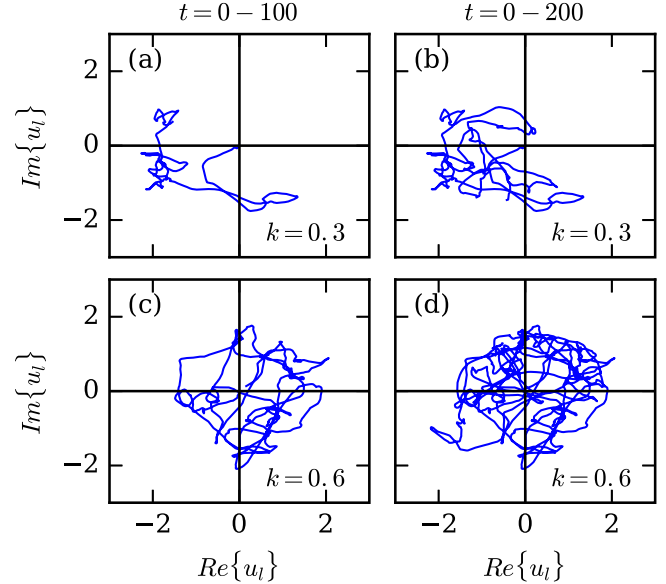 t = 0 − 100 t = 0 − 200
(a) (b)
2
0
−2
Im{u_l}
k = 0.3 k = 0.3
(c) (d)
2
0
−2
Im{u_l}
k = 0.6 k = 0.6
−2 0 2 −2 0 2
Re{u_l} Re{u_l}